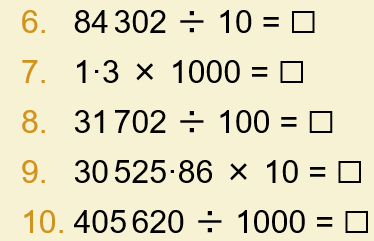 6. 84 302 ÷ 10 = □
7. 1·3 × 1000 = □
8. 31 702 ÷ 100 = □
9. 30 525·86 × 10 = □
10. 405 620 ÷ 1000 = □